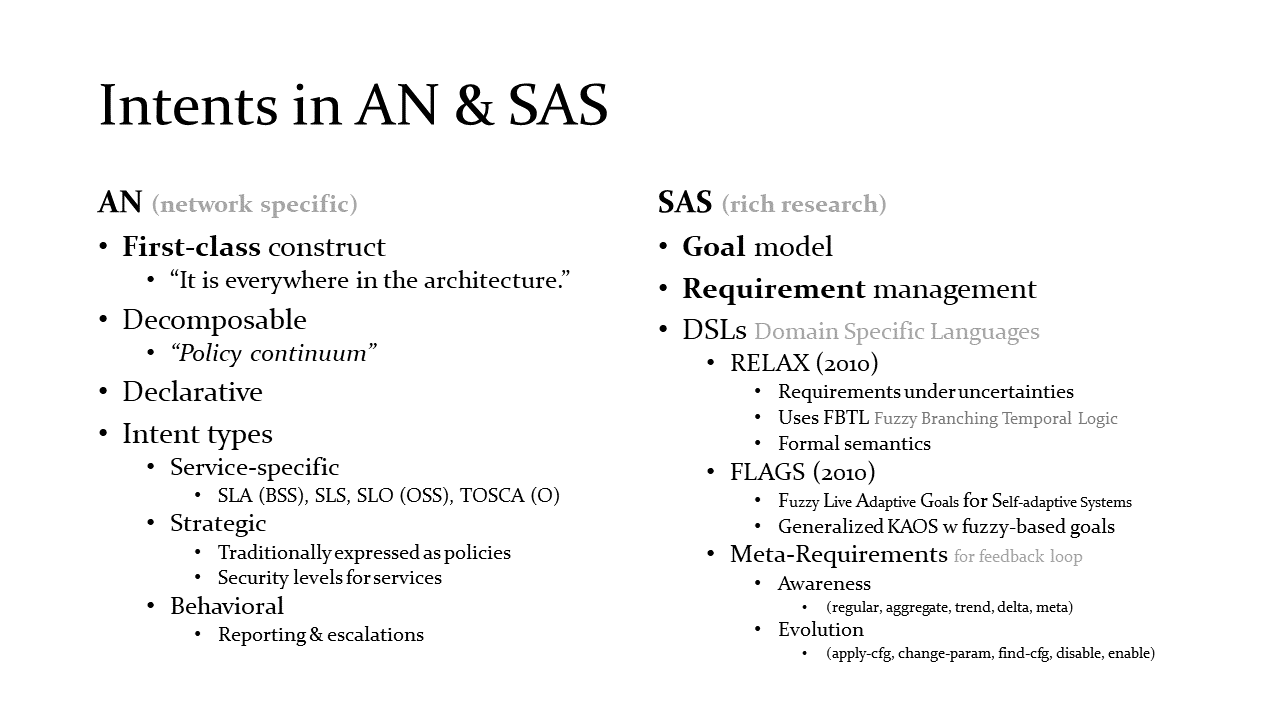 Intents in AN & SAS
AN (network specific)
• First-class construct
• “It is everywhere in the architecture.”
• Decomposable
• “Policy continuum”
• Declarative
• Intent types
• Service-specific
• SLA (BSS), SLS, SLO (OSS), TOSCA (O)
• Strategic
• Traditionally expressed as policies
• Security levels for services
• Behavioral
• Reporting & escalations
SAS (rich research)
• Goal model
• Requirement management
• DSLs Domain Specific Languages
• RELAX (2010)
• Requirements under uncertainties
• Uses FBTL Fuzzy Branching Temporal Logic
• Formal semantics
• FLAGS (2010)
• Fuzzy Live Adaptive Goals for Self-adaptive Systems
• Generalized KAOS w fuzzy-based goals
• Meta-Requirements for feedback loop
• Awareness
• (regular, aggregate, trend, delta, meta)
• Evolution
• (apply-cfg, change-param, find-cfg, disable, enable)